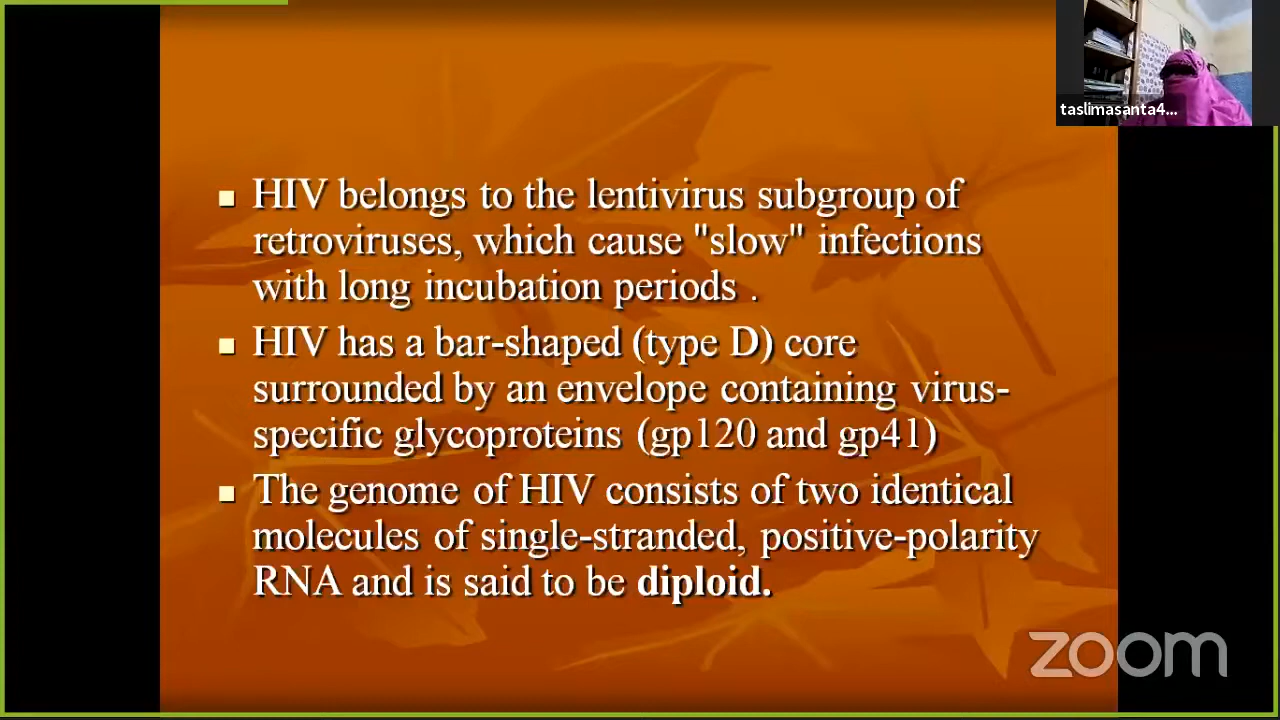 taslimasanta4...
HIV belongs to the lentivirus subgroup of
retroviruses, which cause "slow" infections
with long incubation periods .
HIV has a bar-shaped (type D) core
surrounded by an envelope containing virus-
specific glycoproteins (gp120 and gp41)
The genome of HIV consists of two identical
molecules of single-stranded, positive-polarity
RNA and is said to be diploid.
zoom